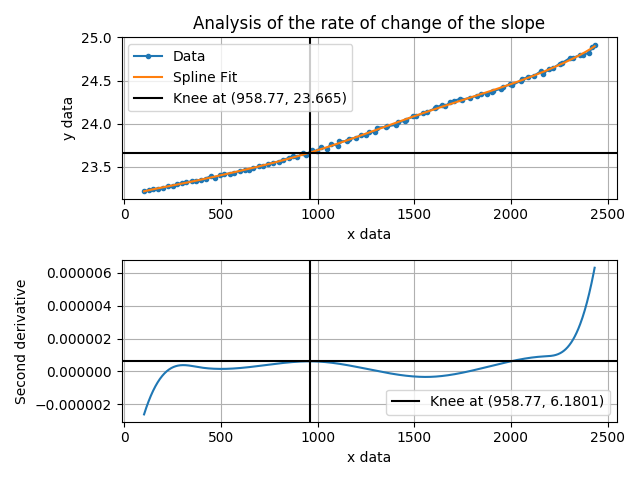 Analysis of the rate of change of the slope
25.0
24.5
24.0
23.5
y data
Data
Spline Fit
Knee at (958.77, 23.665)
0
500
1000
1500
2000
2500
x data
0.000006
0.000004
0.000002
0.000000
−0.000002
Second derivative
Knee at (958.77, 6.1801)
0
500
1000
1500
2000
2500
x data